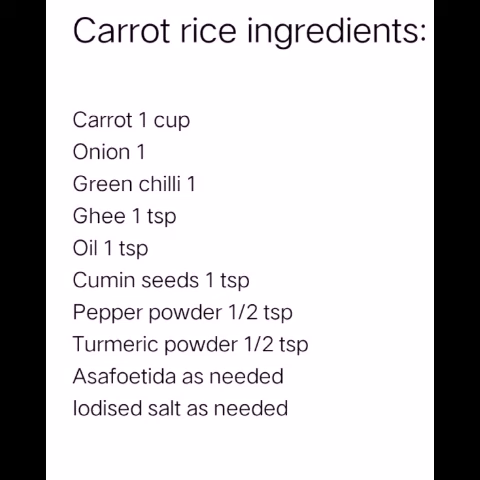 Carrot rice ingredients:
Carrot 1 cup
Onion 1
Green chilli 1
Ghee 1 tsp
Oil 1 tsp
Cumin seeds 1 tsp
Pepper powder 1/2 tsp
Turmeric powder 1/2 tsp
Asafoetida as needed
Iodised salt as needed